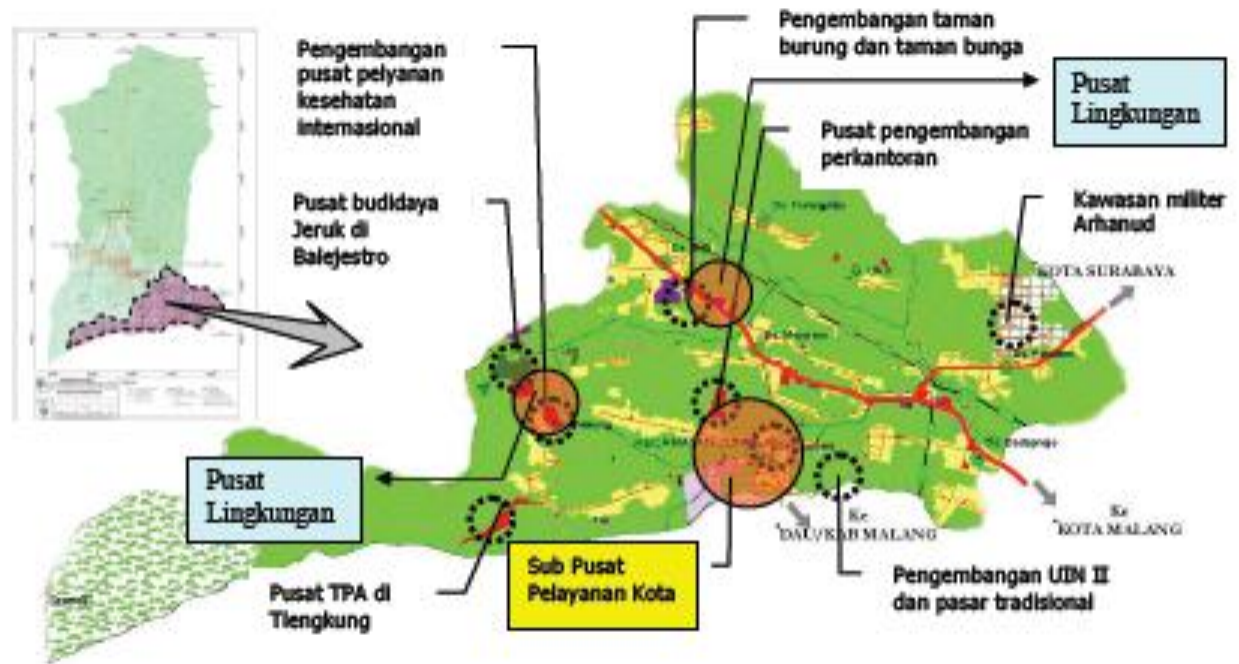 Pengembangan
pusat pelyanan
kesehatan
internasional
Pengembangan taman
burung dan taman bunga
Pusat
Lingkungan
Pusat pengembangan
perkantoran
Pusat budidaya
Jeruk di
Balejestro
Kawasan militer
Arhanud
KOTA SURABAYA
Pusat
Lingkungan
Ke
DAU/KAB MALANG
Ke
KOTA MALANG
Sub Pusat
Pelayanan Kota
Pusat TPA di
Tlengkung
Pengembangan UIN II
dan pasar tradisional